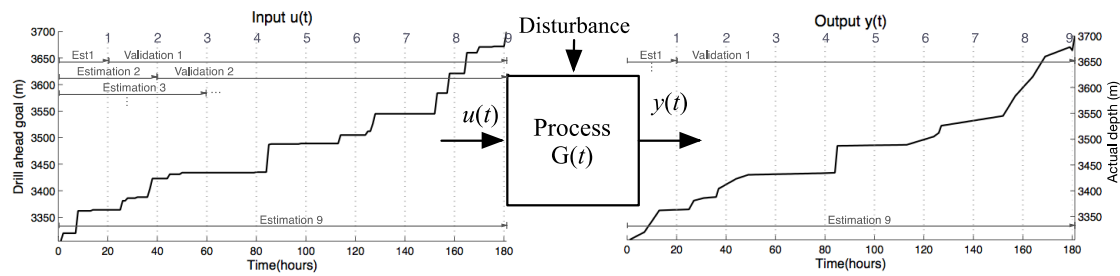 Input u(t)
Disturbance
Output y(t)
3700
3650
3600
3550
3500
3450
3400
3350
Drill ahead goal (m)
1 2 3 4 5 6 7 8 9
Est1 Validation 1
Estimation 2 Validation 2
Estimation 3 ...
Estimation 9
0 20 40 60 80 100 120 140 160 180
Time(hours)
u(t)
Process
G(t)
y(t)
1 2 3 4 5 6 7 8 9
Est1 Validation 1
Estimation 9
0 20 40 60 80 100 120 140 160 180
Time(hours)
3700
3650
3600
3550
3500
3450
3400
3350
Actual depth (m)